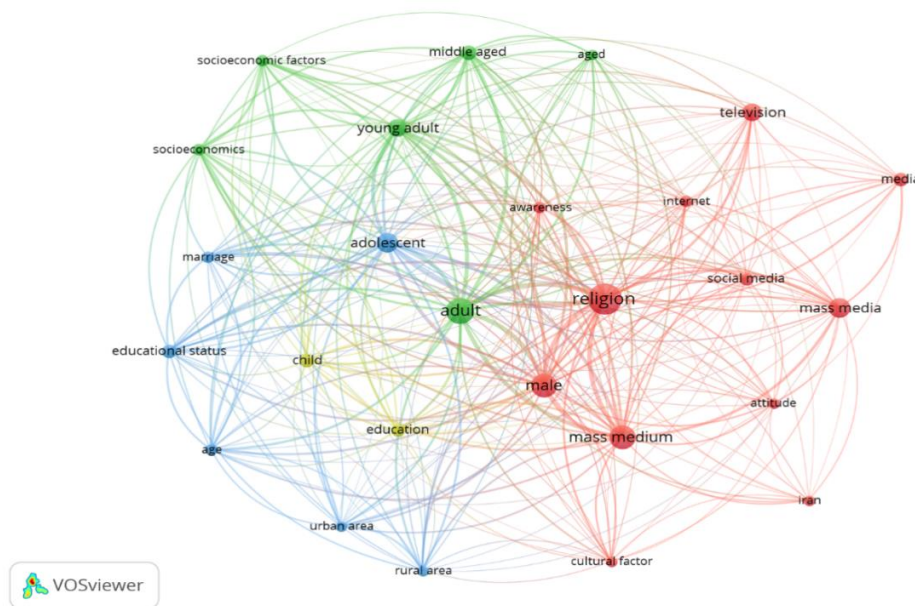 middle aged
aged
socioeconomic factors
television
young adult
socioeconomics
media
internet
awareness
adolescent
marriage
social media
religion
mass media
adult
educational status
child
male
attitude
education
mass medium
age
iran
urban area
cultural factor
rural area
VOSviewer